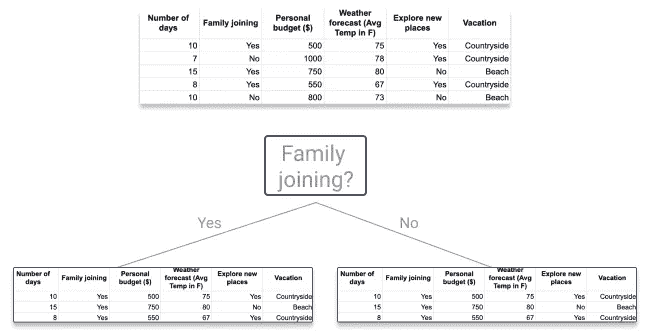 Number of days Family joining Personal budget ($) Weather forecast (Avg Temp in F) Explore new places Vacation
10 Yes 500 75 Yes Countryside
7 No 1000 78 Yes Countryside
15 Yes 750 80 No Beach
8 Yes 550 67 Yes Countryside
10 No 800 73 No Beach
Family
joining?
Yes No
Number of days Family joining Personal budget ($) Weather forecast (Avg Temp in F) Explore new places Vacation
10 Yes 500 75 Yes Countryside
15 Yes 750 80 No Beach
8 Yes 550 67 Yes Countryside
Number of days Family joining Personal budget ($) Weather forecast (Avg Temp in F) Explore new places Vacation
10 Yes 500 75 Yes Countryside
15 Yes 750 80 No Beach
8 Yes 550 67 Yes Countryside